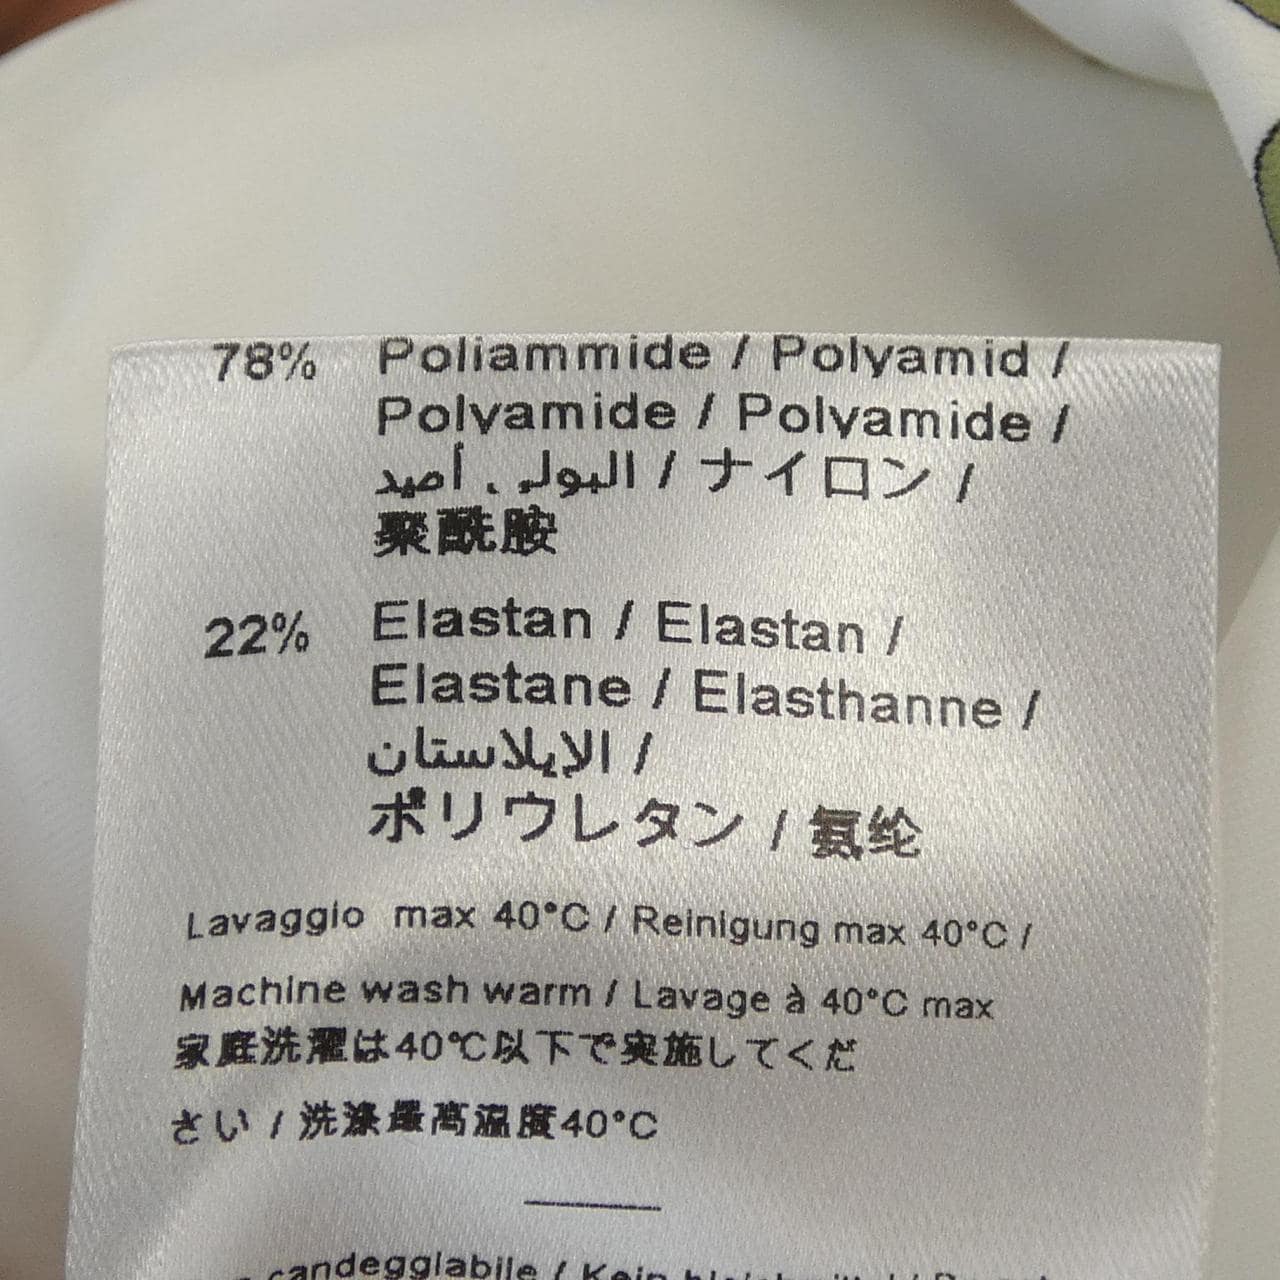 78% Poliammide / Polyamid /
Polyamide / Polyamide /
البولي أميد / ナイロン /
聚酰胺
22% Elastan / Elastan /
Elastane / Elasthanne /
الإيلاستان /
ポリウレタン / 氨纶
Lavaggio max 40°C / Reinigung max 40°C /
Machine wash warm / Lavage à 40°C max
家庭洗濯は40℃以下で実施してくだ
さい / 洗涤最高温度40°C
candeggiabile / Kein